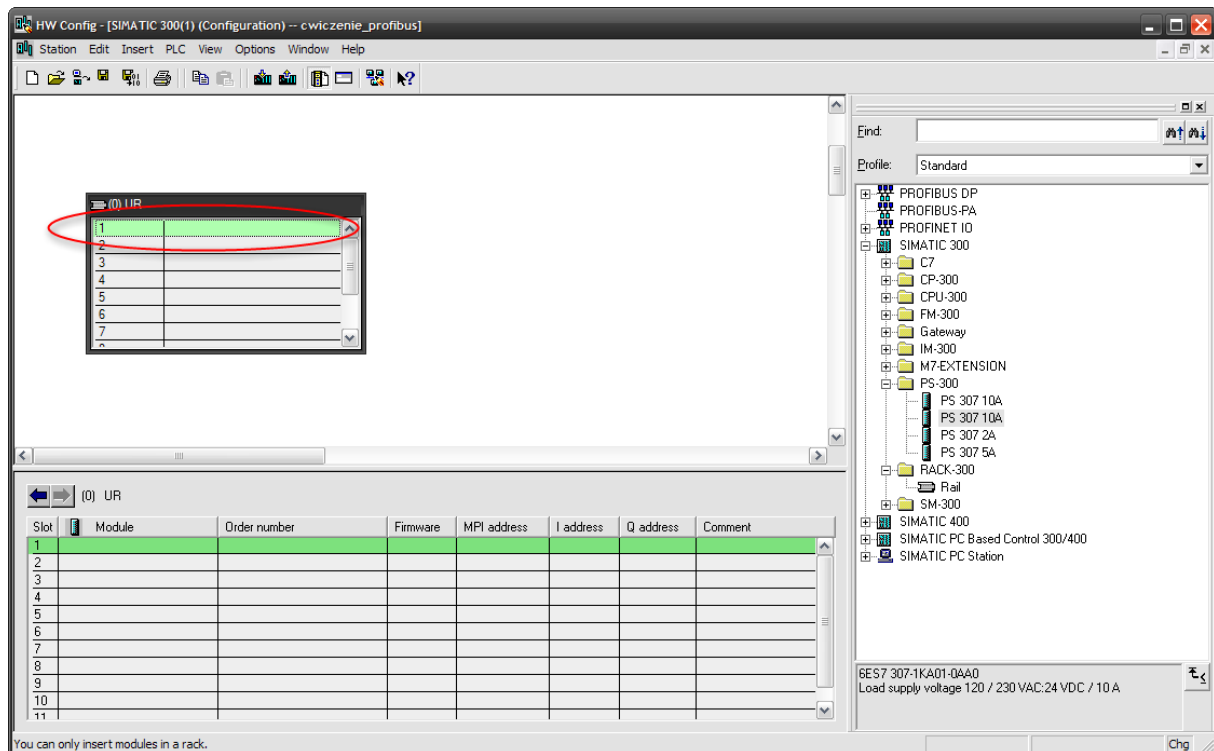 HW Config - [SIMATIC 300(1) (Configuration) -- cwiczenie_profibus]
Station Edit Insert PLC View Options Window Help
(0) UR
1
2
3
4
5
6
7
Find:
Profile: Standard
PROFIBUS DP
PROFIBUS-PA
PROFINET IO
SIMATIC 300
C7
CP-300
CPU-300
FM-300
Gateway
IM-300
M7-EXTENSION
PS-300
PS 307 10A
PS 307 10A
PS 307 2A
PS 307 5A
RACK-300
Rail
SM-300
SIMATIC 400
SIMATIC PC Based Control 300/400
SIMATIC PC Station
(0) UR
Slot Module Order number Firmware MPI address I address Q address Comment
1
2
3
4
5
6
7
8
9
10
11
6ES7 307-1KA01-0AA0
Load supply voltage 120 / 230 VAC:24 VDC / 10 A
You can only insert modules in a rack.
Chg